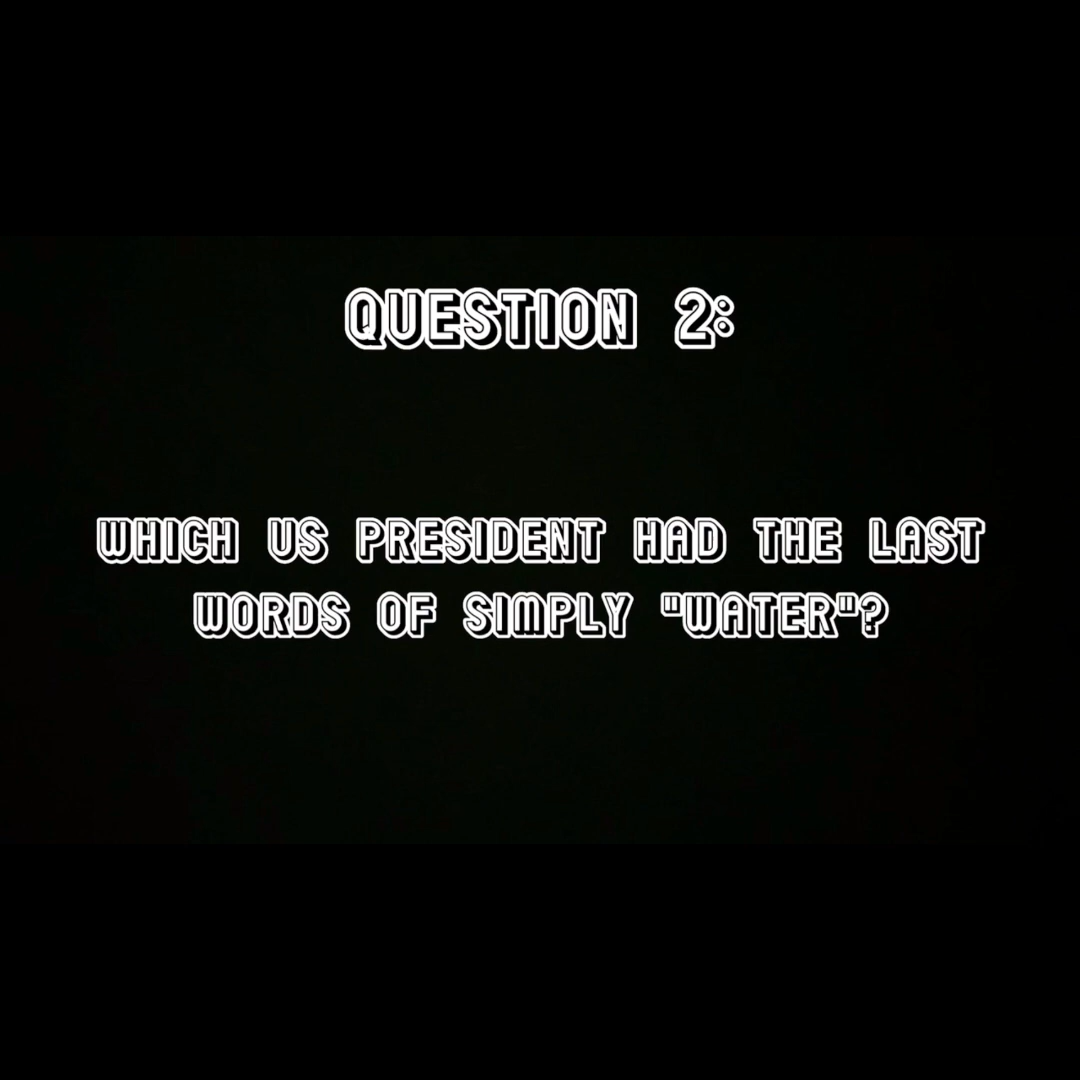 QUESTION 2:
WHICH US PRESIDENT HAD THE LAST
WORDS OF SIMPLY "WATER"?